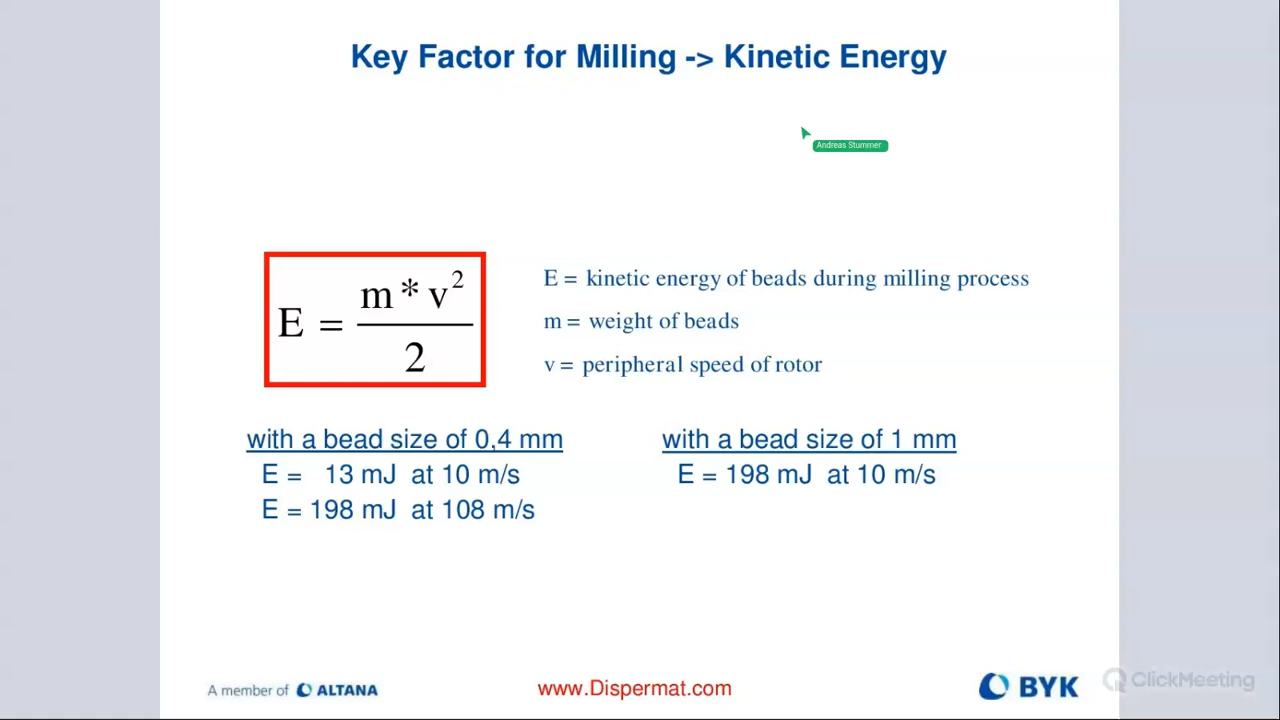 Key Factor for Milling -> Kinetic Energy
Andreas Stummer
E = m * v² / 2
E = kinetic energy of beads during milling process
m = weight of beads
v = peripheral speed of rotor
with a bead size of 0,4 mm
E = 13 mJ at 10 m/s
E = 198 mJ at 108 m/s
with a bead size of 1 mm
E = 198 mJ at 10 m/s
A member of ALTANA
www.Dispermat.com
BYK
ClickMeeting